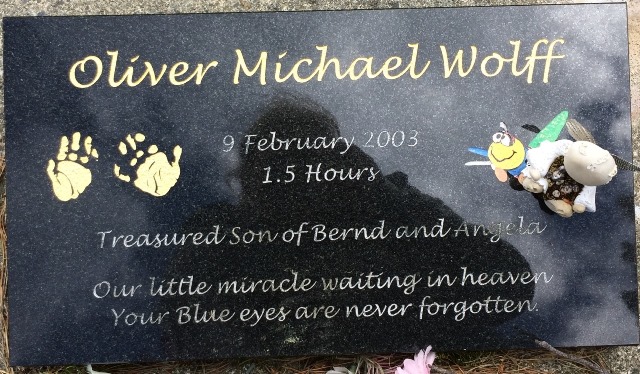 Oliver Michael Wolff
9 February 2003
1.5 Hours
Treasured Son of Bernd and Angela
Our little miracle waiting in heaven
Your Blue eyes are never forgotten.